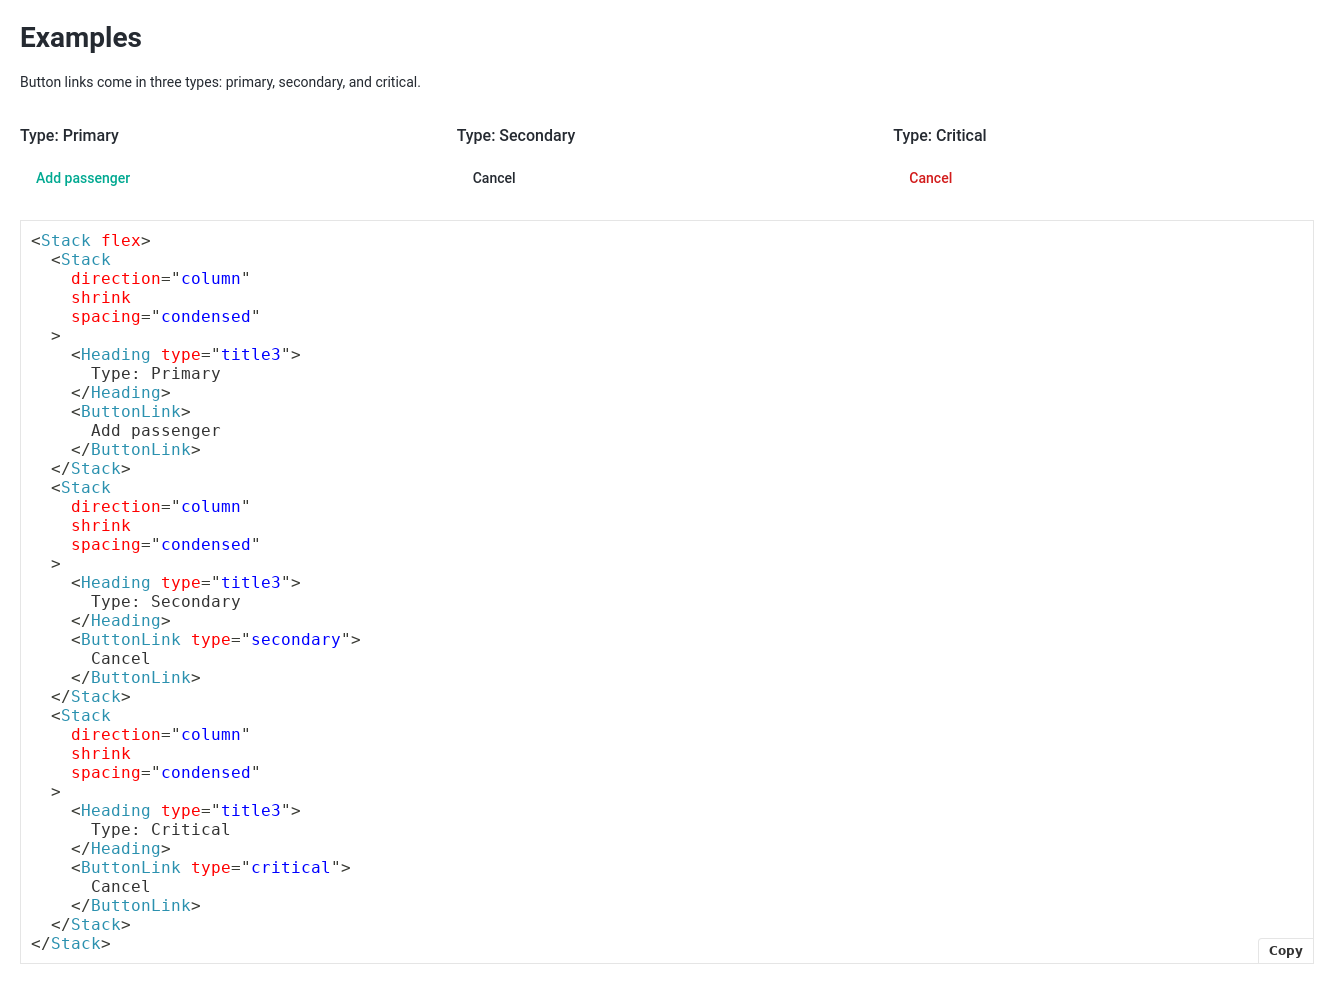 Examples
Button links come in three types: primary, secondary, and critical.
Type: Primary
Type: Secondary
Type: Critical
Add passenger
Cancel
Cancel
<Stack flex>
  <Stack
    direction="column"
    shrink
    spacing="condensed"
  >
    <Heading type="title3">
      Type: Primary
    </Heading>
    <ButtonLink>
      Add passenger
    </ButtonLink>
  </Stack>
  <Stack
    direction="column"
    shrink
    spacing="condensed"
  >
    <Heading type="title3">
      Type: Secondary
    </Heading>
    <ButtonLink type="secondary">
      Cancel
    </ButtonLink>
  </Stack>
  <Stack
    direction="column"
    shrink
    spacing="condensed"
  >
    <Heading type="title3">
      Type: Critical
    </Heading>
    <ButtonLink type="critical">
      Cancel
    </ButtonLink>
  </Stack>
</Stack>
Copy